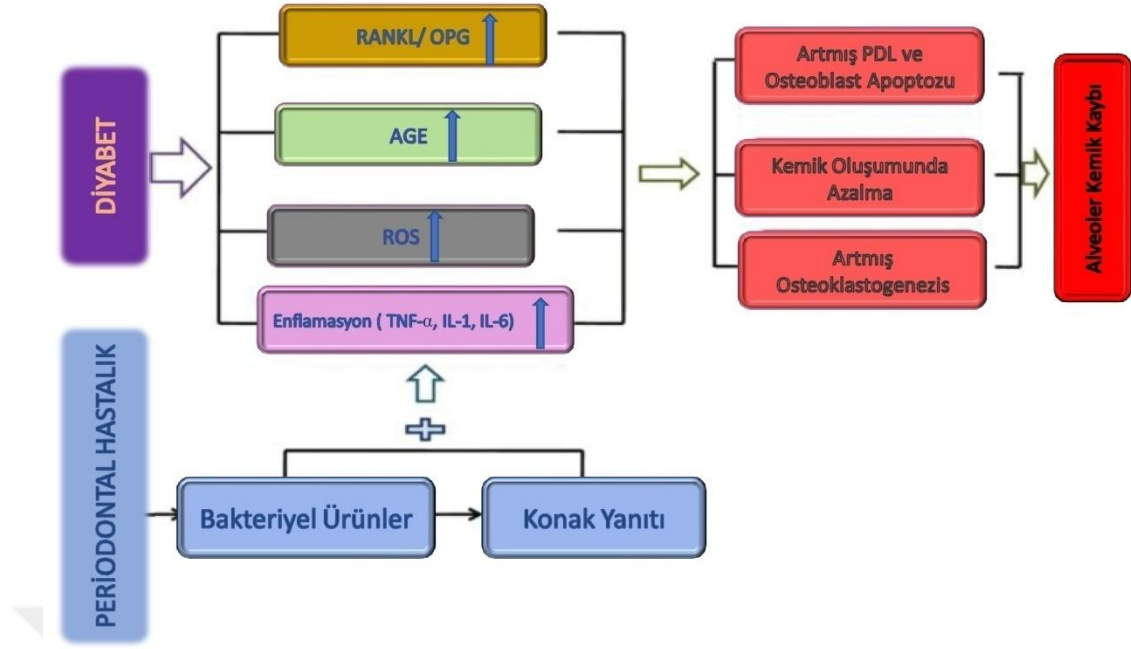 DİYABET
RANKL/ OPG
AGE
ROS
Enflamasyon ( TNF-α, IL-1, IL-6)
Artmış PDL ve
Osteoblast Apoptozu
Kemik Oluşumunda
Azalma
Artmış
Osteoklastogenezis
Alveoler Kemik Kaybı
PERİODONTAL HASTALIK
Bakteriyel Ürünler
Konak Yanıtı